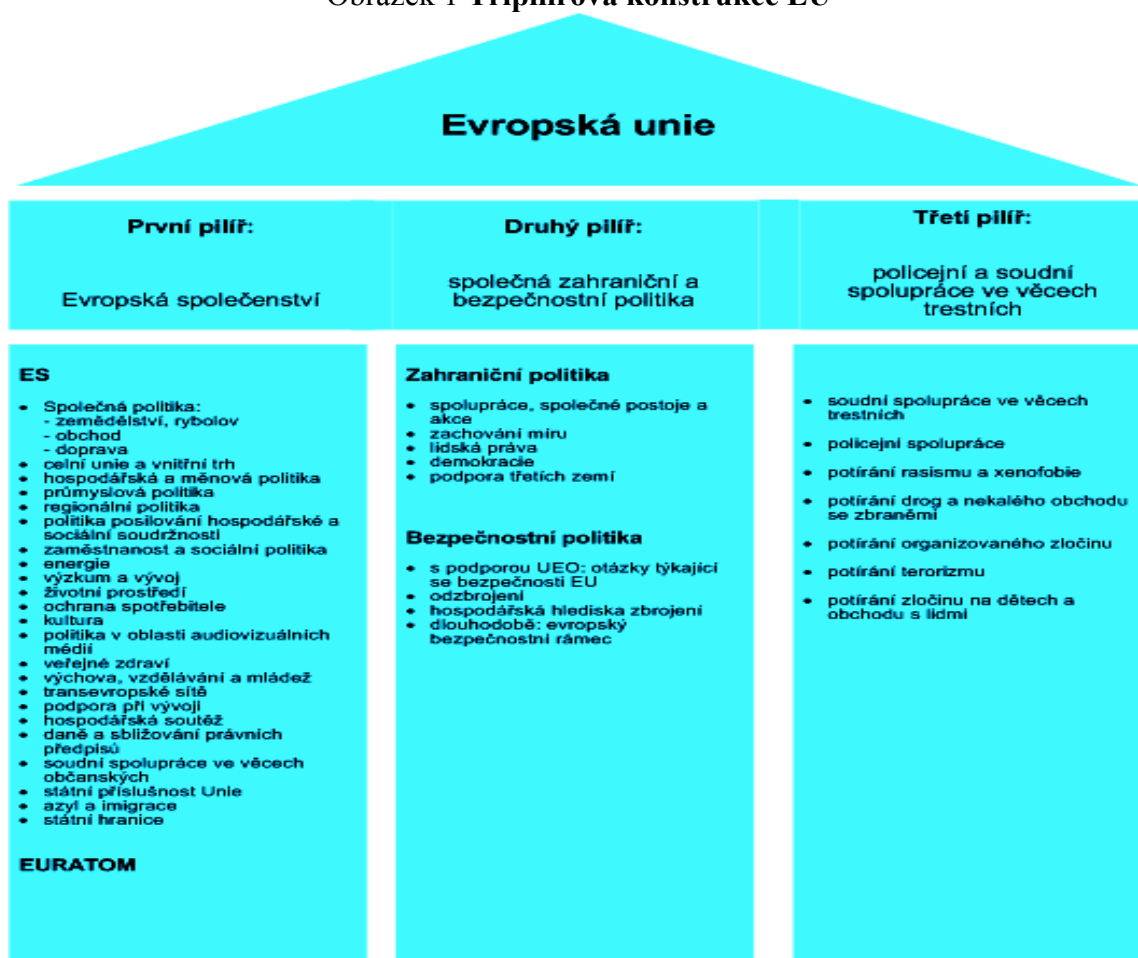 Obrázek 1 Třípilířová konstrukce EU
Evropská unie
První pilíř:
Evropská společenství
Druhý pilíř:
společná zahraniční a
bezpečnostní politika
Třetí pilíř:
policejní a soudní
spolupráce ve věcech
trestních
ES
• Společná politika:
- zemědělství, rybolov
- obchod
- doprava
• celní unie a vnitřní trh
• hospodářská a měnová politika
• průmyslová politika
• regionální politika
• politika posilování hospodářské a
sociální soudržnosti
• zaměstnanost a sociální politika
• energie
• výzkum a vývoj
• životní prostředí
• ochrana spotřebitele
• kultura
• politika v oblasti audiovizuálních
médií
• veřejné zdraví
• výchova, vzdělávání a mládež
• transevropské sítě
• podpora při vývoji
• hospodářská soutěž
• daně a sbližování právních
předpisů
• soudní spolupráce ve věcech
občanských
• státní příslušnost Unie
• azyl a imigrace
• státní hranice
EURATOM
Zahraniční politika
• spolupráce, společné postoje a
akce
• zachování míru
• lidská práva
• demokracie
• podpora třetích zemí
Bezpečnostní politika
• s podporou UEO: otázky týkající
se bezpečnosti EU
• odzbrojení
• hospodářská hlediska zbrojení
• dlouhodobě: evropský
bezpečnostní rámec
• soudní spolupráce ve věcech
trestních
• policejní spolupráce
• potírání rasismu a xenofobie
• potírání drog a nekalého obchodu
se zbraněmi
• potírání organizovaného zločinu
• potírání terorizmu
• potírání zločinu na dětech a
obchodu s lidmi